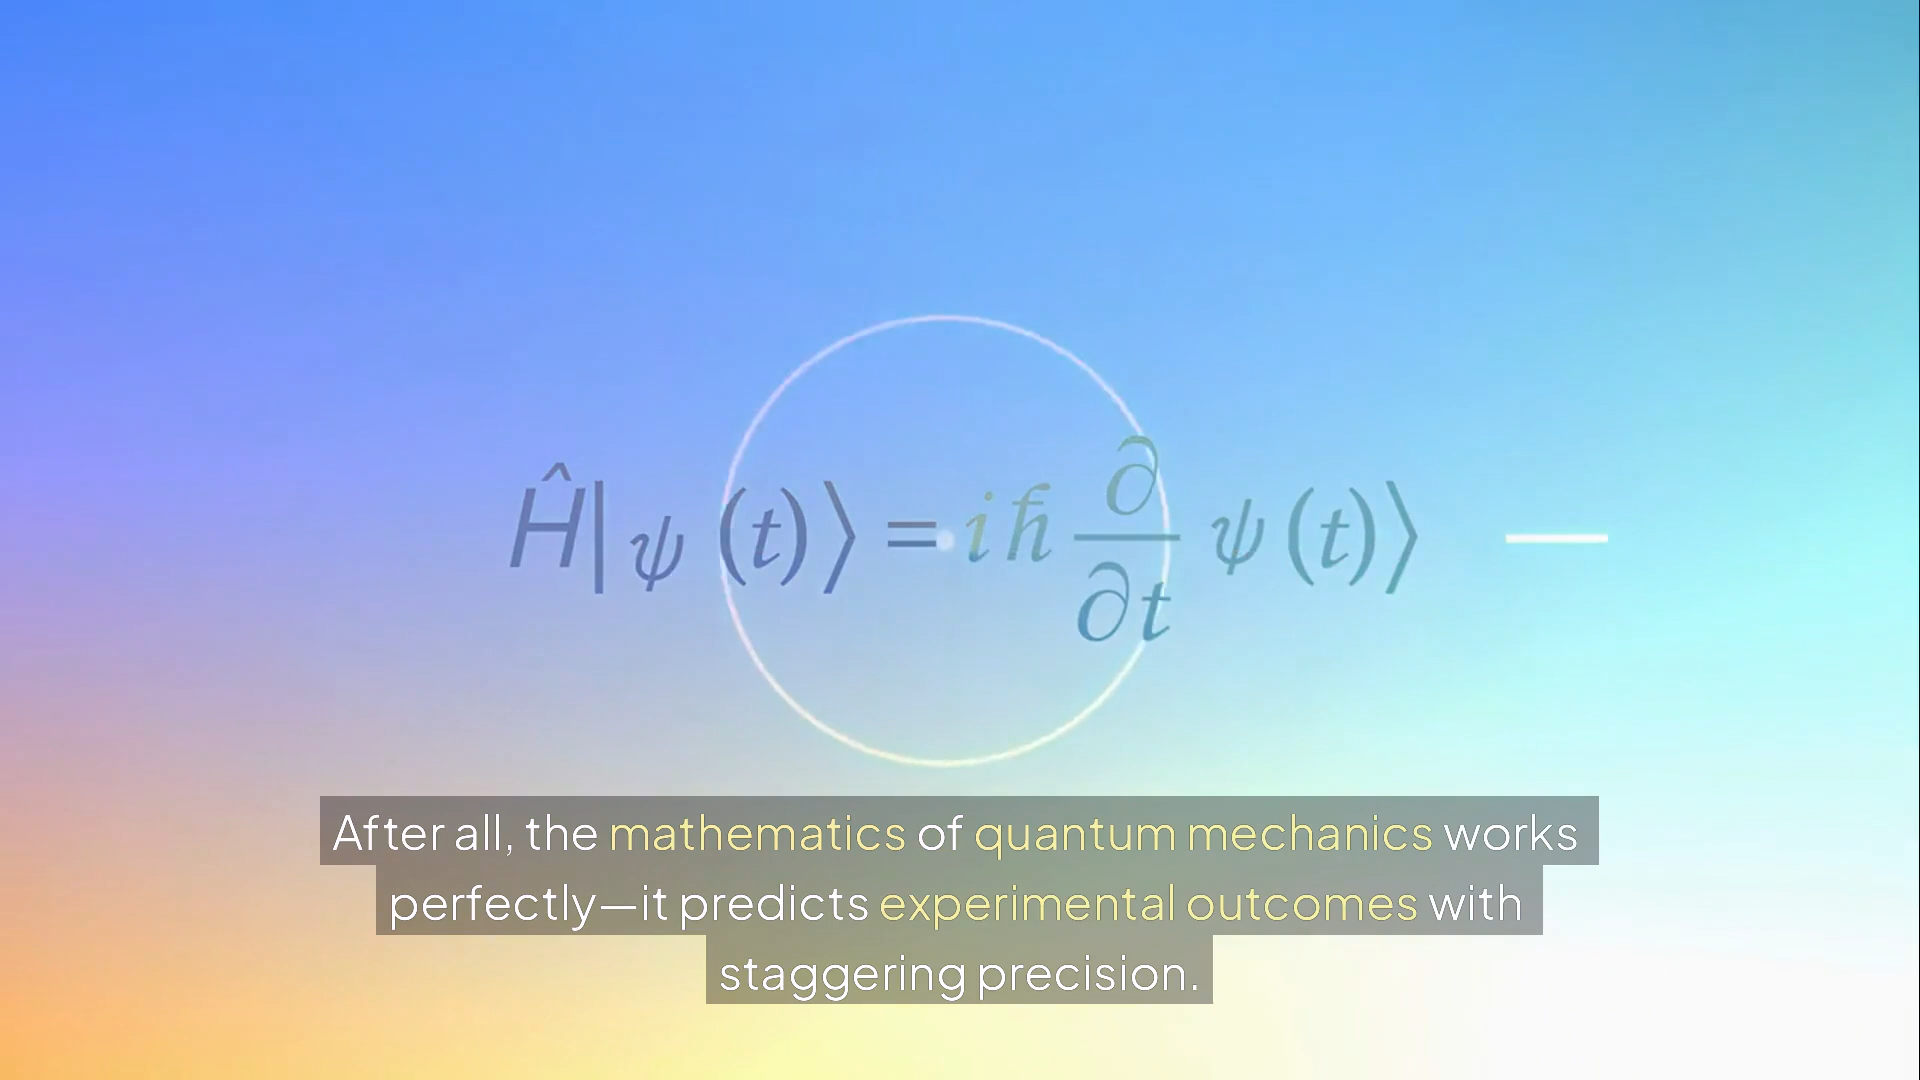 Ĥ|ψ(t)⟩ = iħ ∂/∂t ψ(t)⟩ —
After all, the mathematics of quantum mechanics works
perfectly—it predicts experimental outcomes with
staggering precision.